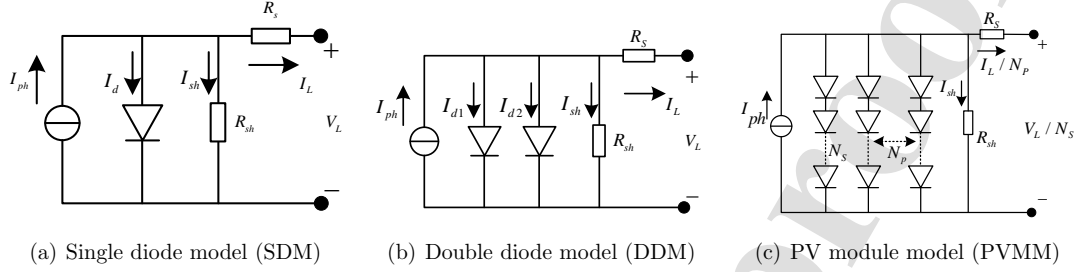 R_s
+
I_ph
I_d
I_sh
I_L
R_sh
V_L
−
(a) Single diode model (SDM)
R_S
+
I_ph
I_d1
I_d2
I_sh
I_L
R_sh
V_L
−
(b) Double diode model (DDM)
R_S
+
I_L / N_P
I_ph
I_sh
N_S
N_p
R_sh
V_L / N_S
−
(c) PV module model (PVMM)